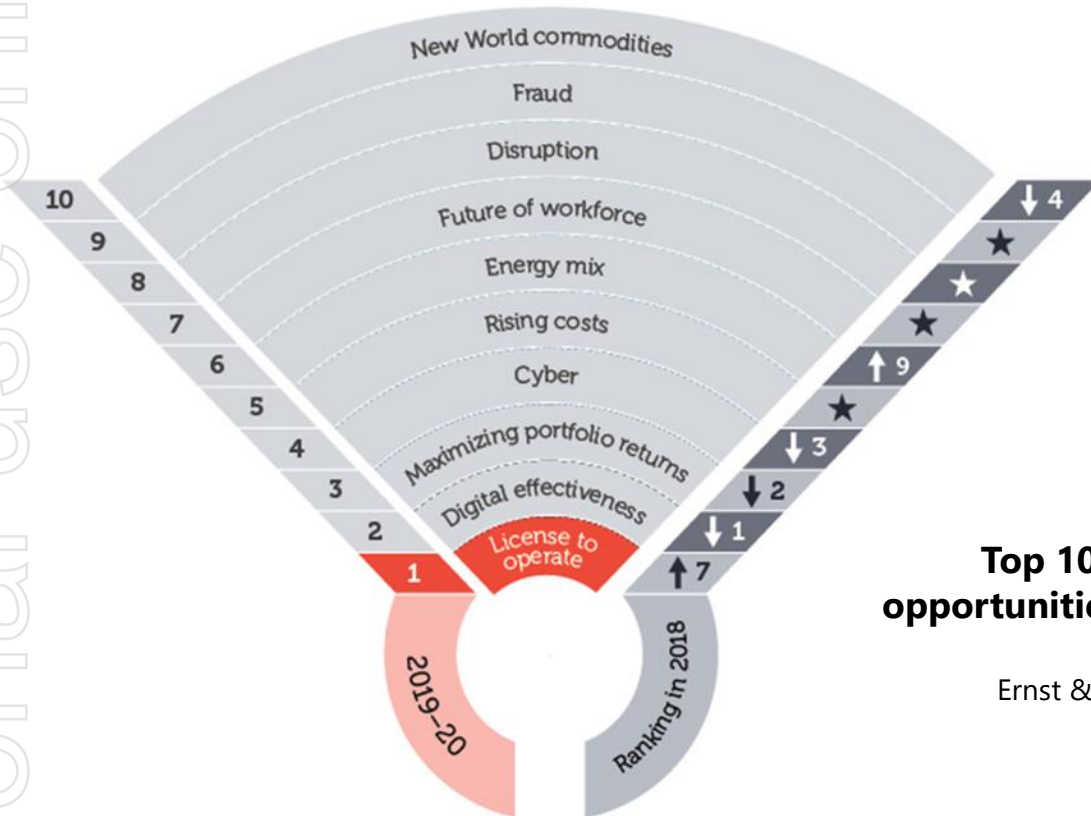 New World commodities
Fraud
Disruption
Future of workforce
Energy mix
Rising costs
Cyber
Maximizing portfolio returns
Digital effectiveness
License to
operate
10
9
8
7
6
5
4
3
2
1
2019–20
↓ 4
★
★
★
↑ 9
★
↓ 3
↓ 2
↓ 1
↑ 7
Ranking in 2018
Top 10
Ernst &